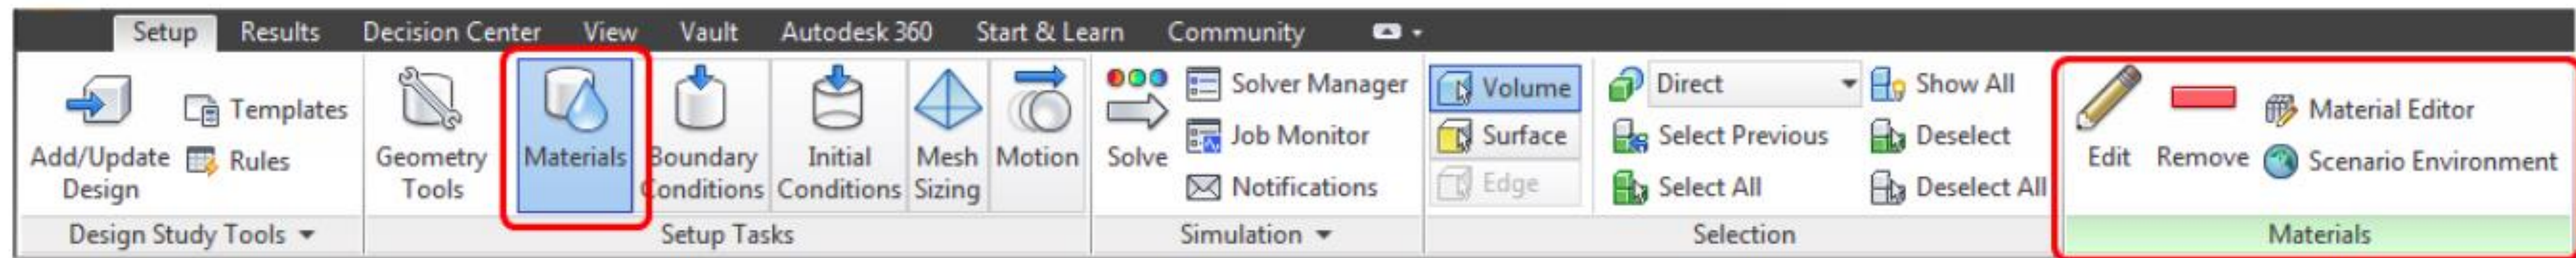 Setup Results Decision Center View Vault Autodesk 360 Start & Learn Community
Add/Update
Design
Templates
Rules
Design Study Tools
Geometry
Tools
Materials
Boundary
Conditions
Initial
Conditions
Mesh
Sizing
Motion
Setup Tasks
Solve
Solver Manager
Job Monitor
Notifications
Simulation
Volume
Surface
Edge
Direct
Select Previous
Select All
Show All
Deselect
Deselect All
Selection
Edit
Remove
Material Editor
Scenario Environment
Materials